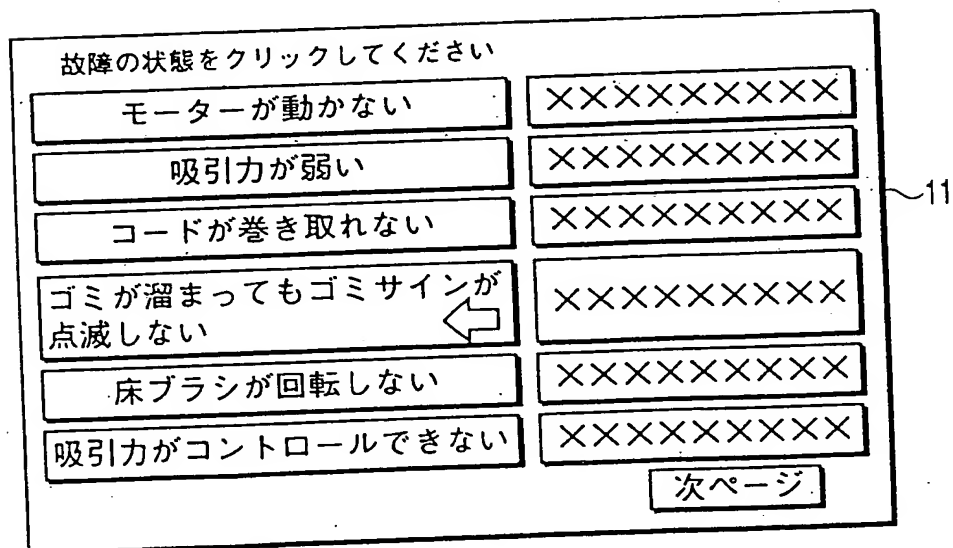 故障の状態をクリックしてください
モーターが動かない
×××××××××
吸引力が弱い
×××××××××
コードが巻き取れない
×××××××××
ゴミが溜まってもゴミサインが
点滅しない
×××××××××
床ブラシが回転しない
×××××××××
吸引力がコントロールできない
×××××××××
次ページ
11